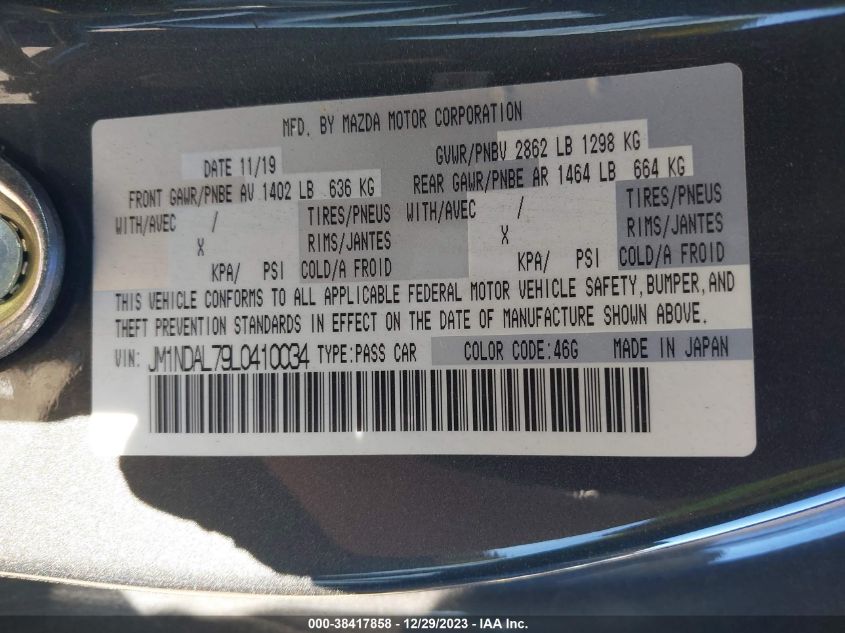 MFD. BY MAZDA MOTOR CORPORATION
DATE 11/19 GVWR/PNBV 2862 LB 1298 KG
FRONT GAWR/PNBE AV 1402 LB 636 KG REAR GAWR/PNBE AR 1464 LB 664 KG
WITH/AVEC / TIRES/PNEUS WITH/AVEC / TIRES/PNEUS
X RIMS/JANTES X RIMS/JANTES
KPA/ PSI COLD/A FROID KPA/ PSI COLD/A FROID
THIS VEHICLE CONFORMS TO ALL APPLICABLE FEDERAL MOTOR VEHICLE SAFETY, BUMPER, AND
THEFT PREVENTION STANDARDS IN EFFECT ON THE DATE OF MANUFACTURE SHOWN ABOVE.
VIN: JM1NDAL79L0410034 TYPE: PASS CAR COLOR CODE: 46G MADE IN JAPAN
000-38417858 - 12/29/2023 - IAA Inc.